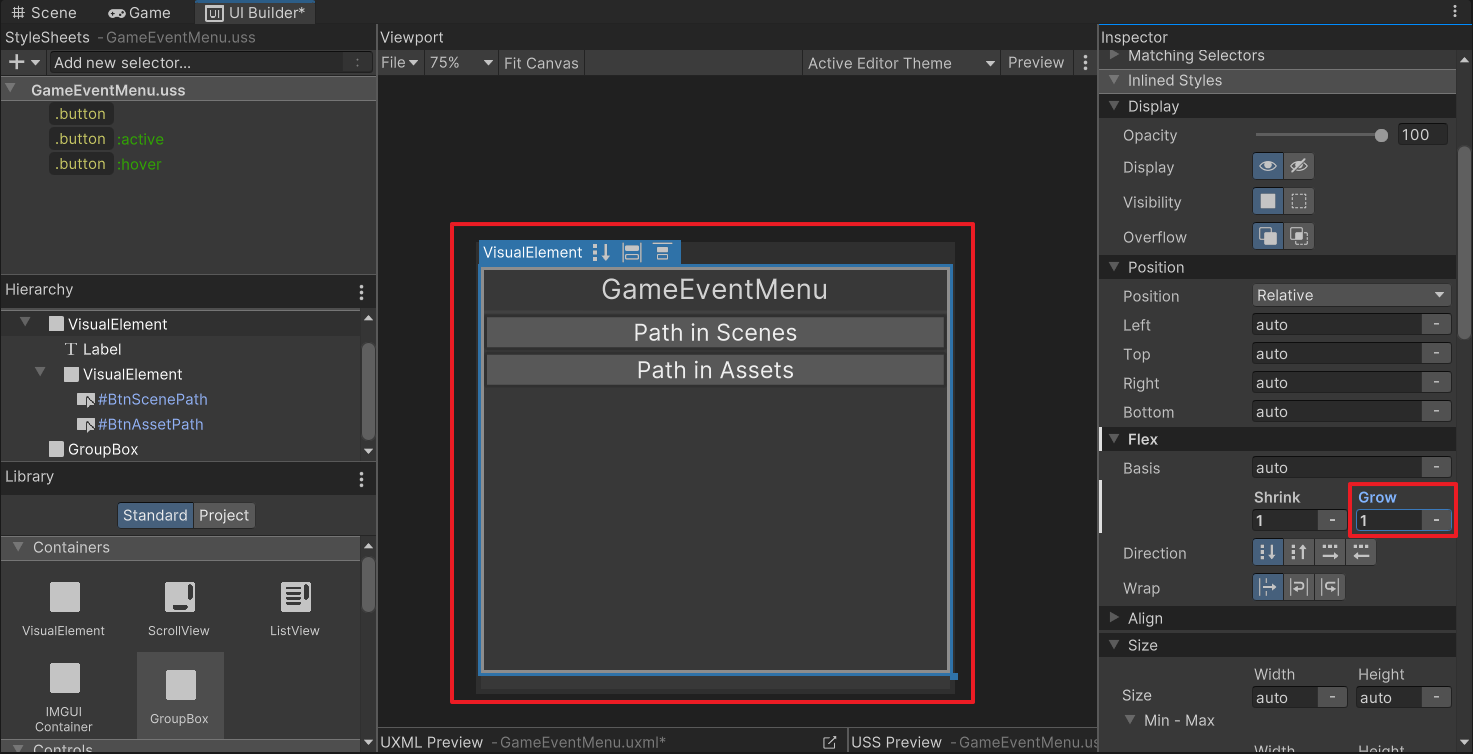 Scene
Game
UI Builder*
StyleSheets - GameEventMenu.uss
Add new selector...
GameEventMenu.uss
.button
.button :active
.button :hover
Hierarchy
VisualElement
Label
VisualElement
#BtnScenePath
#BtnAssetPath
GroupBox
Library
Standard
Project
Containers
VisualElement
ScrollView
ListView
IMGUI
Container
GroupBox
Controls
Viewport
File
75%
Fit Canvas
Active Editor Theme
Preview
VisualElement
GameEventMenu
Path in Scenes
Path in Assets
UXML Preview - GameEventMenu.uxml*
USS Preview - GameEventMenu.us
Inspector
Matching Selectors
Inlined Styles
Display
Opacity 100
Display
Visibility
Overflow
Position
Position Relative
Left auto -
Top auto -
Right auto -
Bottom auto -
Flex
Basis auto -
Shrink Grow
1 - 1 -
Direction
Wrap
Align
Size
Width Height
Size auto - auto -
Min - Max
Width Height